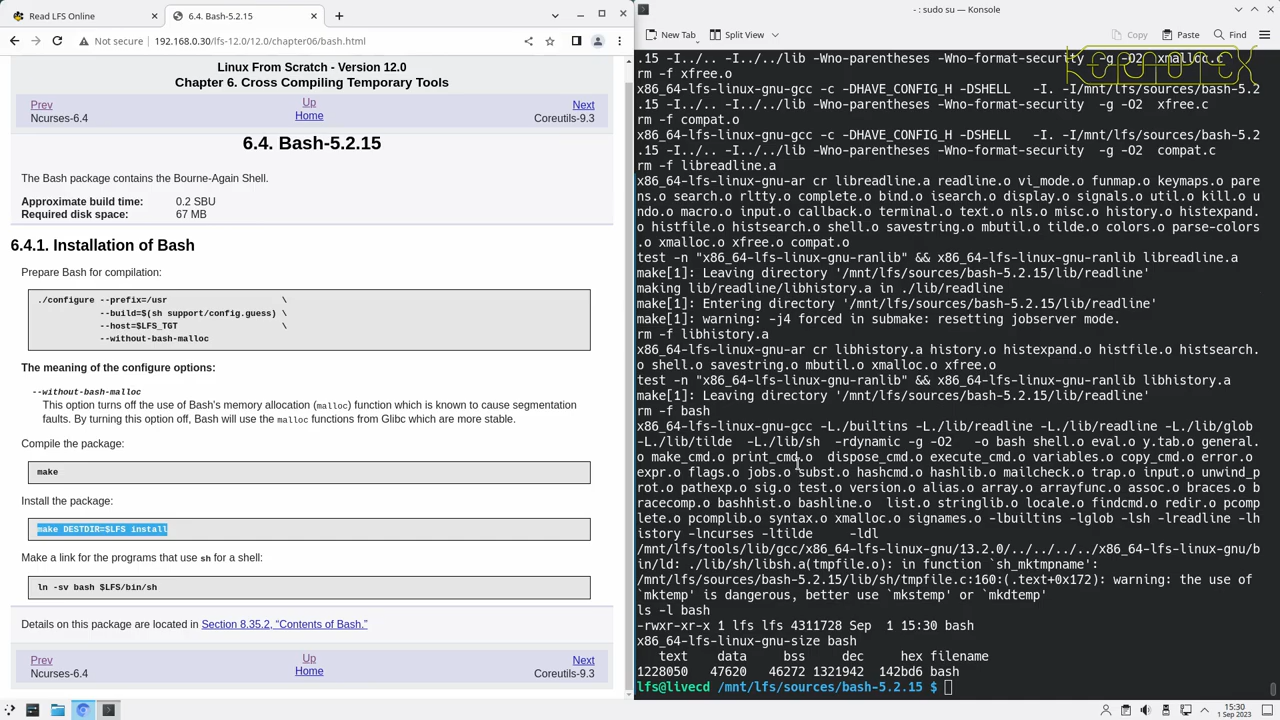 Read LFS Online
6.4. Bash-5.2.15
Not secure
192.168.0.30/lfs-12.0/12.0/chapter06/bash.html
Linux From Scratch - Version 12.0
Chapter 6. Cross Compiling Temporary Tools
Prev Up Next
Ncurses-6.4 Home Coreutils-9.3
6.4. Bash-5.2.15
The Bash package contains the Bourne-Again Shell.
Approximate build time: 0.2 SBU
Required disk space: 67 MB
6.4.1. Installation of Bash
Prepare Bash for compilation:
./configure --prefix=/usr \
--build=$(sh support/config.guess) \
--host=$LFS_TGT \
--without-bash-malloc
The meaning of the configure options:
--without-bash-malloc
This option turns off the use of Bash's memory allocation (malloc) function which is known to cause segmentation
faults. By turning this option off, Bash will use the malloc functions from Glibc which are more stable.
Compile the package:
make
Install the package:
make DESTDIR=$LFS install
Make a link for the programs that use sh for a shell:
ln -sv bash $LFS/bin/sh
Details on this package are located in Section 8.35.2, “Contents of Bash.”
Prev Up Next
Ncurses-6.4 Home Coreutils-9.3
- : sudo su — Konsole
New Tab Split View Copy Paste Find
.15 -I../.. -I../../lib -Wno-parentheses -Wno-format-security -g -O2 xmalloc.c
rm -f xfree.o
x86_64-lfs-linux-gnu-gcc -c -DHAVE_CONFIG_H -DSHELL -I. -I/mnt/lfs/sources/bash-5.2
.15 -I../.. -I../../lib -Wno-parentheses -Wno-format-security -g -O2 xfree.c
rm -f compat.o
x86_64-lfs-linux-gnu-gcc -c -DHAVE_CONFIG_H -DSHELL -I. -I/mnt/lfs/sources/bash-5.2
.15 -I../.. -I../../lib -Wno-parentheses -Wno-format-security -g -O2 compat.c
rm -f libreadline.a
x86_64-lfs-linux-gnu-ar cr libreadline.a readline.o vi_mode.o funmap.o keymaps.o pare
ns.o search.o rltty.o complete.o bind.o isearch.o display.o signals.o util.o kill.o u
ndo.o macro.o input.o callback.o terminal.o text.o nls.o misc.o history.o histexpand.
o histfile.o histsearch.o shell.o savestring.o mbutil.o tilde.o colors.o parse-colors
.o xmalloc.o xfree.o compat.o
test -n "x86_64-lfs-linux-gnu-ranlib" && x86_64-lfs-linux-gnu-ranlib libreadline.a
make[1]: Leaving directory '/mnt/lfs/sources/bash-5.2.15/lib/readline'
making lib/readline/libhistory.a in ./lib/readline
make[1]: Entering directory '/mnt/lfs/sources/bash-5.2.15/lib/readline'
make[1]: warning: -j4 forced in submake: resetting jobserver mode.
rm -f libhistory.a
x86_64-lfs-linux-gnu-ar cr libhistory.a history.o histexpand.o histfile.o histsearch.
o shell.o savestring.o mbutil.o xmalloc.o xfree.o
test -n "x86_64-lfs-linux-gnu-ranlib" && x86_64-lfs-linux-gnu-ranlib libhistory.a
make[1]: Leaving directory '/mnt/lfs/sources/bash-5.2.15/lib/readline'
rm -f bash
x86_64-lfs-linux-gnu-gcc -L./builtins -L./lib/readline -L./lib/readline -L./lib/glob
-L./lib/tilde -L./lib/sh -rdynamic -g -O2 -o bash shell.o eval.o y.tab.o general.
o make_cmd.o print_cmd.o dispose_cmd.o execute_cmd.o variables.o copy_cmd.o error.o
expr.o flags.o jobs.o subst.o hashcmd.o hashlib.o mailcheck.o trap.o input.o unwind_p
rot.o pathexp.o sig.o test.o version.o alias.o array.o arrayfunc.o assoc.o braces.o b
racecomp.o bashhist.o bashline.o list.o stringlib.o locale.o findcmd.o redir.o pcomp
lete.o pcomplib.o syntax.o xmalloc.o signames.o -lbuiltins -lglob -lsh -lreadline -lh
istory -lncurses -ltilde -ldl
/mnt/lfs/tools/lib/gcc/x86_64-lfs-linux-gnu/13.2.0/../../../../x86_64-lfs-linux-gnu/b
in/ld: ./lib/sh/libsh.a(tmpfile.o): in function `sh_mktmpname':
/mnt/lfs/sources/bash-5.2.15/lib/sh/tmpfile.c:160:(.text+0x172): warning: the use of
`mktemp' is dangerous, better use `mkstemp' or `mkdtemp'
ls -l bash
-rwxr-xr-x 1 lfs lfs 4311728 Sep 1 15:30 bash
x86_64-lfs-linux-gnu-size bash
text data bss dec hex filename
1228050 47620 46272 1321942 142bd6 bash
lfs@livecd /mnt/lfs/sources/bash-5.2.15 $
15:30
1 Sep 2023